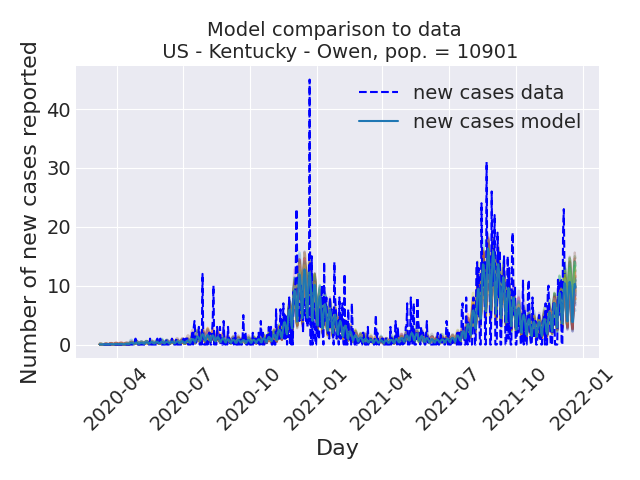 Model comparison to data
US - Kentucky - Owen, pop. = 10901
Number of new cases reported
40
30
20
10
0
new cases data
new cases model
2020-04
2020-07
2020-10
2021-01
2021-04
2021-07
2021-10
2022-01
Day